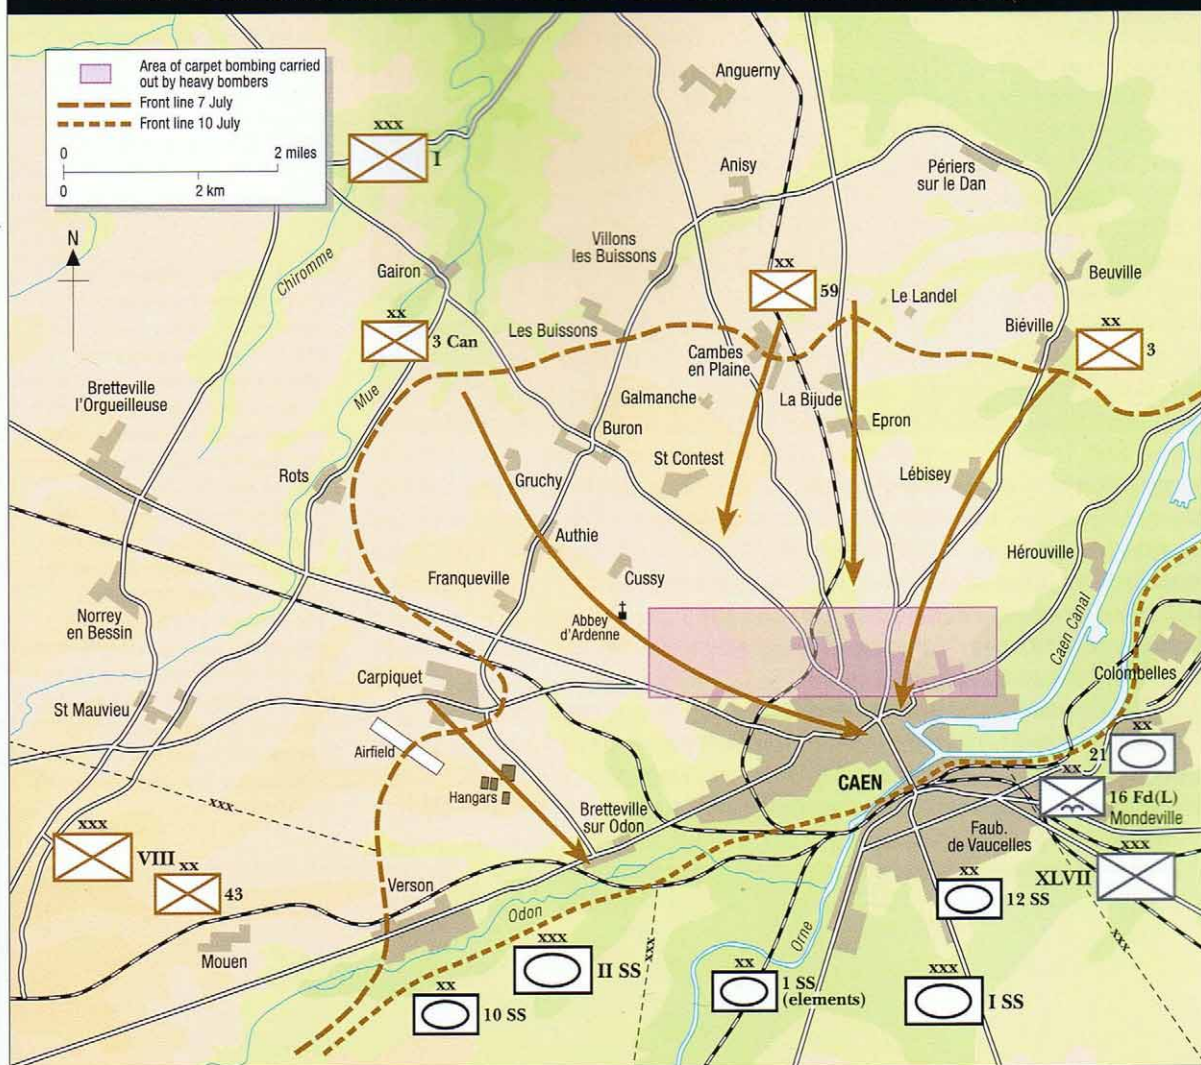 Area of carpet bombing carried
out by heavy bombers
Front line 7 July
Front line 10 July
0 2 miles
0 2 km
N
xxx
I
Anguerny
Anisy
Périers
sur le Dan
Villons
les Buissons
Gairon
Chiromme
xx
59
Le Landel
Beuville
Biéville
xx
3
xx
3 Can
Les Buissons
Cambes
en Plaine
Mue
Bretteville
l'Orgueilleuse
Galmanche
La Bijude
Buron
Epron
St Contest
Rots
Gruchy
Lébisey
Authie
Hérouville
Franqueville
Cussy
Norrey
en Bessin
Abbey
d'Ardenne
Caen Canal
Colombelles
Carpiquet
St Mauvieu
Airfield
xx
21
xxx
Hangars
CAEN
xx
16 Fd(L)
Mondeville
Bretteville
sur Odon
Faub.
de Vaucelles
xxx
VIII
xxx
XLVII
xx
43
Verson
xx
12 SS
Odon
Orne
xxx
xxx
Mouen
xxx
II SS
xx
1 SS
(elements)
xxx
I SS
xx
10 SS